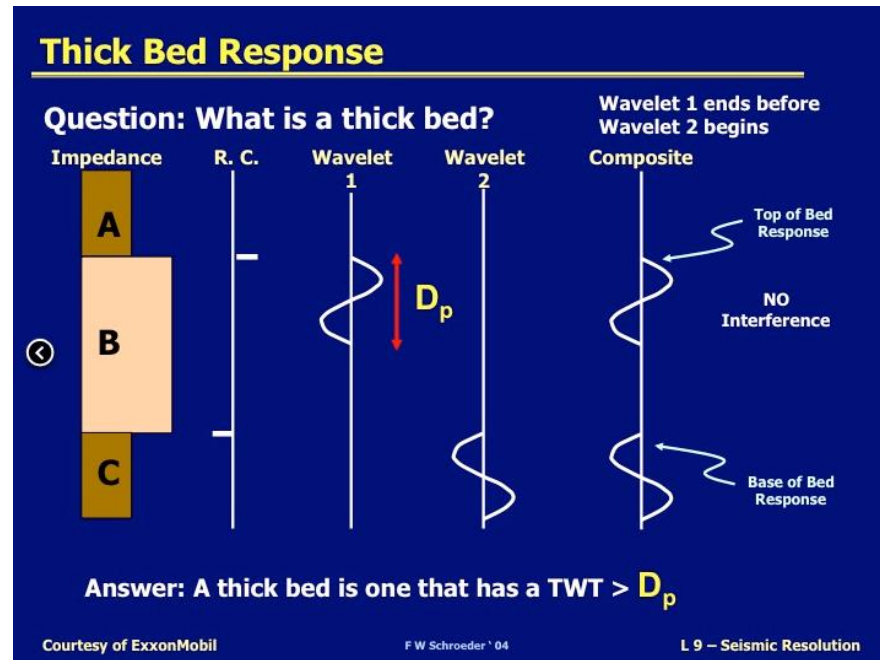 Thick Bed Response
Question: What is a thick bed?
Wavelet 1 ends before
Wavelet 2 begins
Impedance
R. C.
Wavelet
1
Wavelet
2
Composite
A
B
C
Dp
Top of Bed
Response
NO
Interference
Base of Bed
Response
Answer: A thick bed is one that has a TWT > Dp
Courtesy of ExxonMobil
F W Schroeder ‘ 04
L 9 – Seismic Resolution